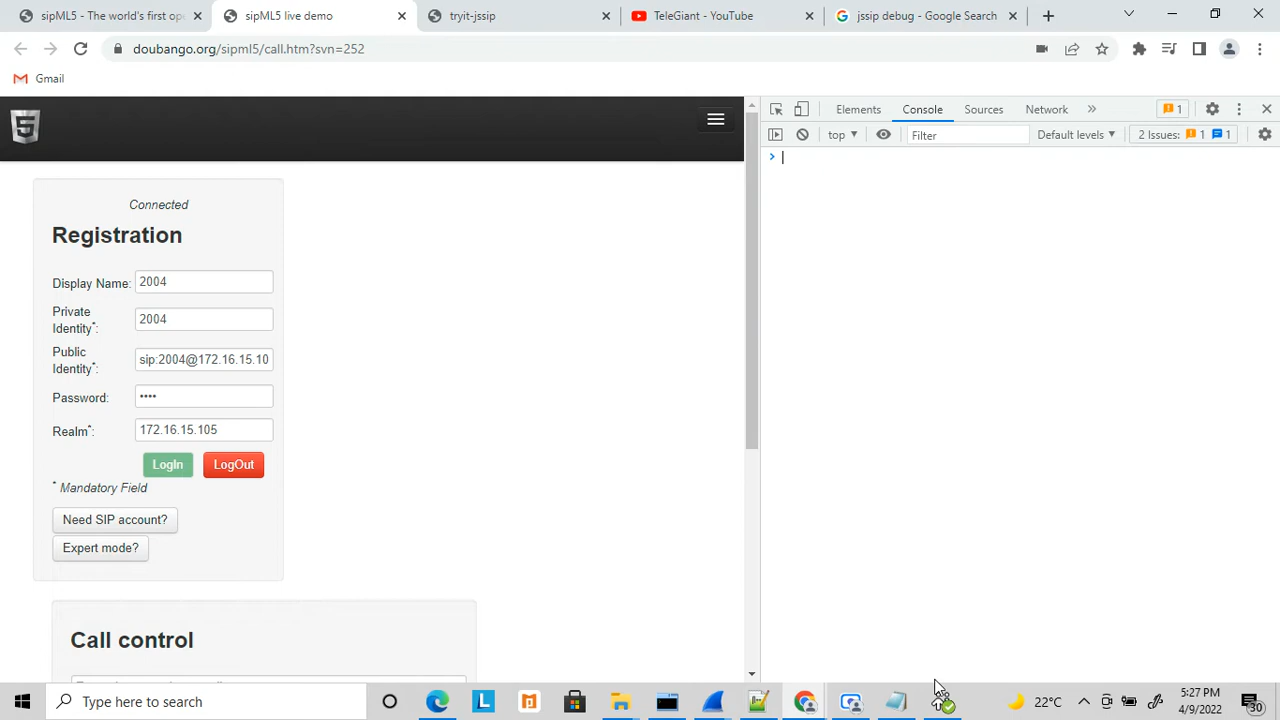 sipML5 - The world's first ope
sipML5 live demo
tryit-jssip
TeleGiant - YouTube
jssip debug - Google Search
doubango.org/sipml5/call.htm?svn=252
Gmail
5
Elements
Console
Sources
Network
1
top
Filter
Default levels
2 Issues: 1 1
Connected
Registration
Display Name: 2004
Private Identity*: 2004
Public Identity*: sip:2004@172.16.15.10
Password: ••••
Realm*: 172.16.15.105
LogIn LogOut
* Mandatory Field
Need SIP account?
Expert mode?
Call control
Type here to search
L
22°C
5:27 PM
4/9/2022
30